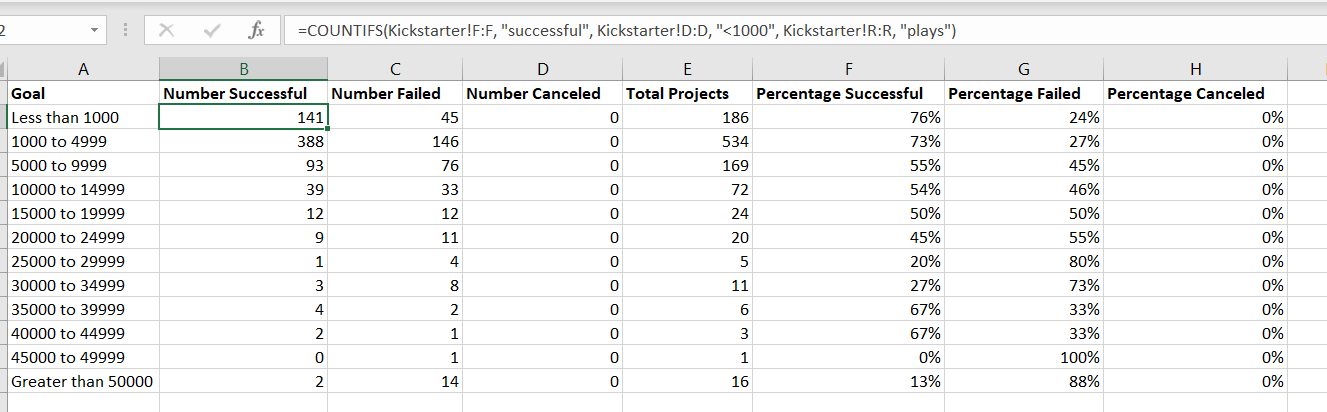 2 fx =COUNTIFS(Kickstarter!F:F, "successful", Kickstarter!D:D, "<1000", Kickstarter!R:R, "plays")
A B C D E F G H
Goal Number Successful Number Failed Number Canceled Total Projects Percentage Successful Percentage Failed Percentage Canceled
Less than 1000 141 45 0 186 76% 24% 0%
1000 to 4999 388 146 0 534 73% 27% 0%
5000 to 9999 93 76 0 169 55% 45% 0%
10000 to 14999 39 33 0 72 54% 46% 0%
15000 to 19999 12 12 0 24 50% 50% 0%
20000 to 24999 9 11 0 20 45% 55% 0%
25000 to 29999 1 4 0 5 20% 80% 0%
30000 to 34999 3 8 0 11 27% 73% 0%
35000 to 39999 4 2 0 6 67% 33% 0%
40000 to 44999 2 1 0 3 67% 33% 0%
45000 to 49999 0 1 0 1 0% 100% 0%
Greater than 50000 2 14 0 16 13% 88% 0%